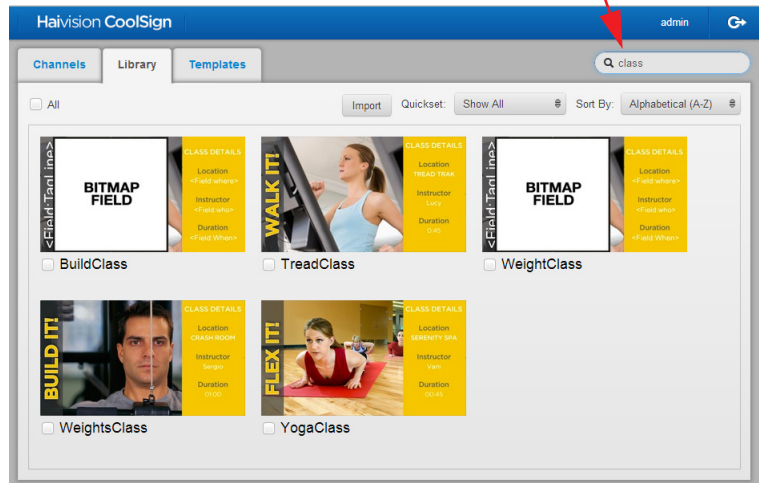 Haivision CoolSign
admin
Channels
Library
Templates
class
All
Import
Quickset:
Show All
Sort By:
Alphabetical (A-Z)
<Field:TagLine>
BITMAP
FIELD
CLASS DETAILS
Location
<Field where>
Instructor
<Field who>
Duration
<Field When>
BuildClass
WALK IT!
CLASS DETAILS
Location
TREAD TRAK
Instructor
Lucy
Duration
0:45
TreadClass
<Field:TagLine>
BITMAP
FIELD
CLASS DETAILS
Location
<Field where>
Instructor
<Field who>
Duration
<Field When>
WeightClass
BUILD IT!
CLASS DETAILS
Location
CRASH ROOM
Instructor
Sergio
Duration
01:00
WeightsClass
FLEX IT!
CLASS DETAILS
Location
SERENITY SPA
Instructor
Vani
Duration
00:45
YogaClass